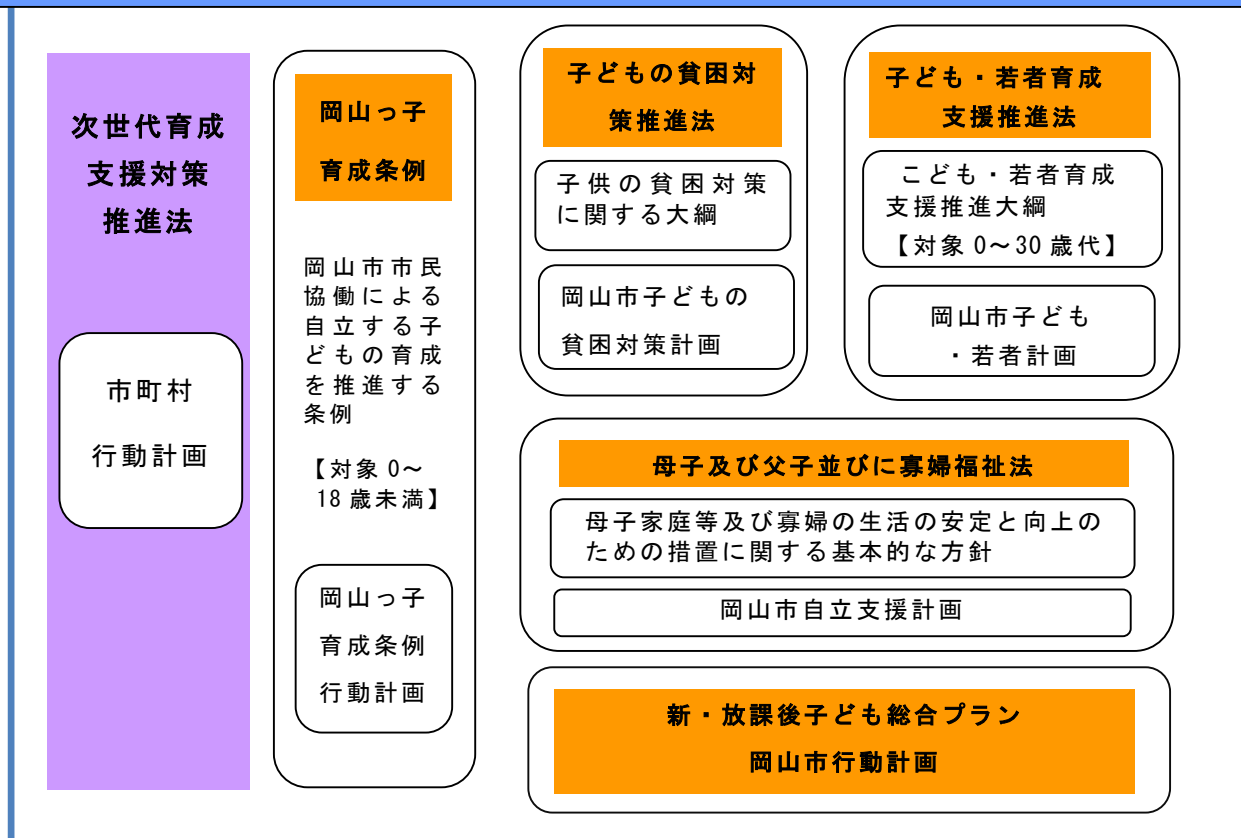 次世代育成
支援対策
推進法
市町村
行動計画
岡山っ子
育成条例
岡山市市民
協働による
自立する子
どもの育成
を推進する
条例
【対象 0～
18 歳未満】
岡山っ子
育成条例
行動計画
子どもの貧困対
策推進法
子供の貧困対策
に関する大綱
岡山市子どもの
貧困対策計画
子ども・若者育成
支援推進法
こども・若者育成
支援推進大綱
【対象 0～30 歳代】
岡山市子ども
・若者計画
母子及び父子並びに寡婦福祉法
母子家庭等及び寡婦の生活の安定と向上の
ための措置に関する基本的な方針
岡山市自立支援計画
新・放課後子ども総合プラン
岡山市行動計画